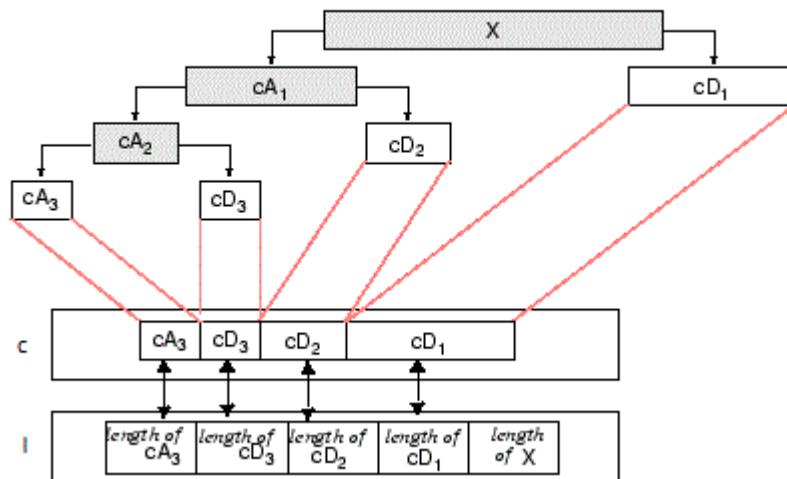 X
cA₁
cD₁
cA₂
cD₂
cA₃
cD₃
c
cA₃ cD₃ cD₂ cD₁
l
length of cA₃
length of cD₃
length of cD₂
length of cD₁
length of X